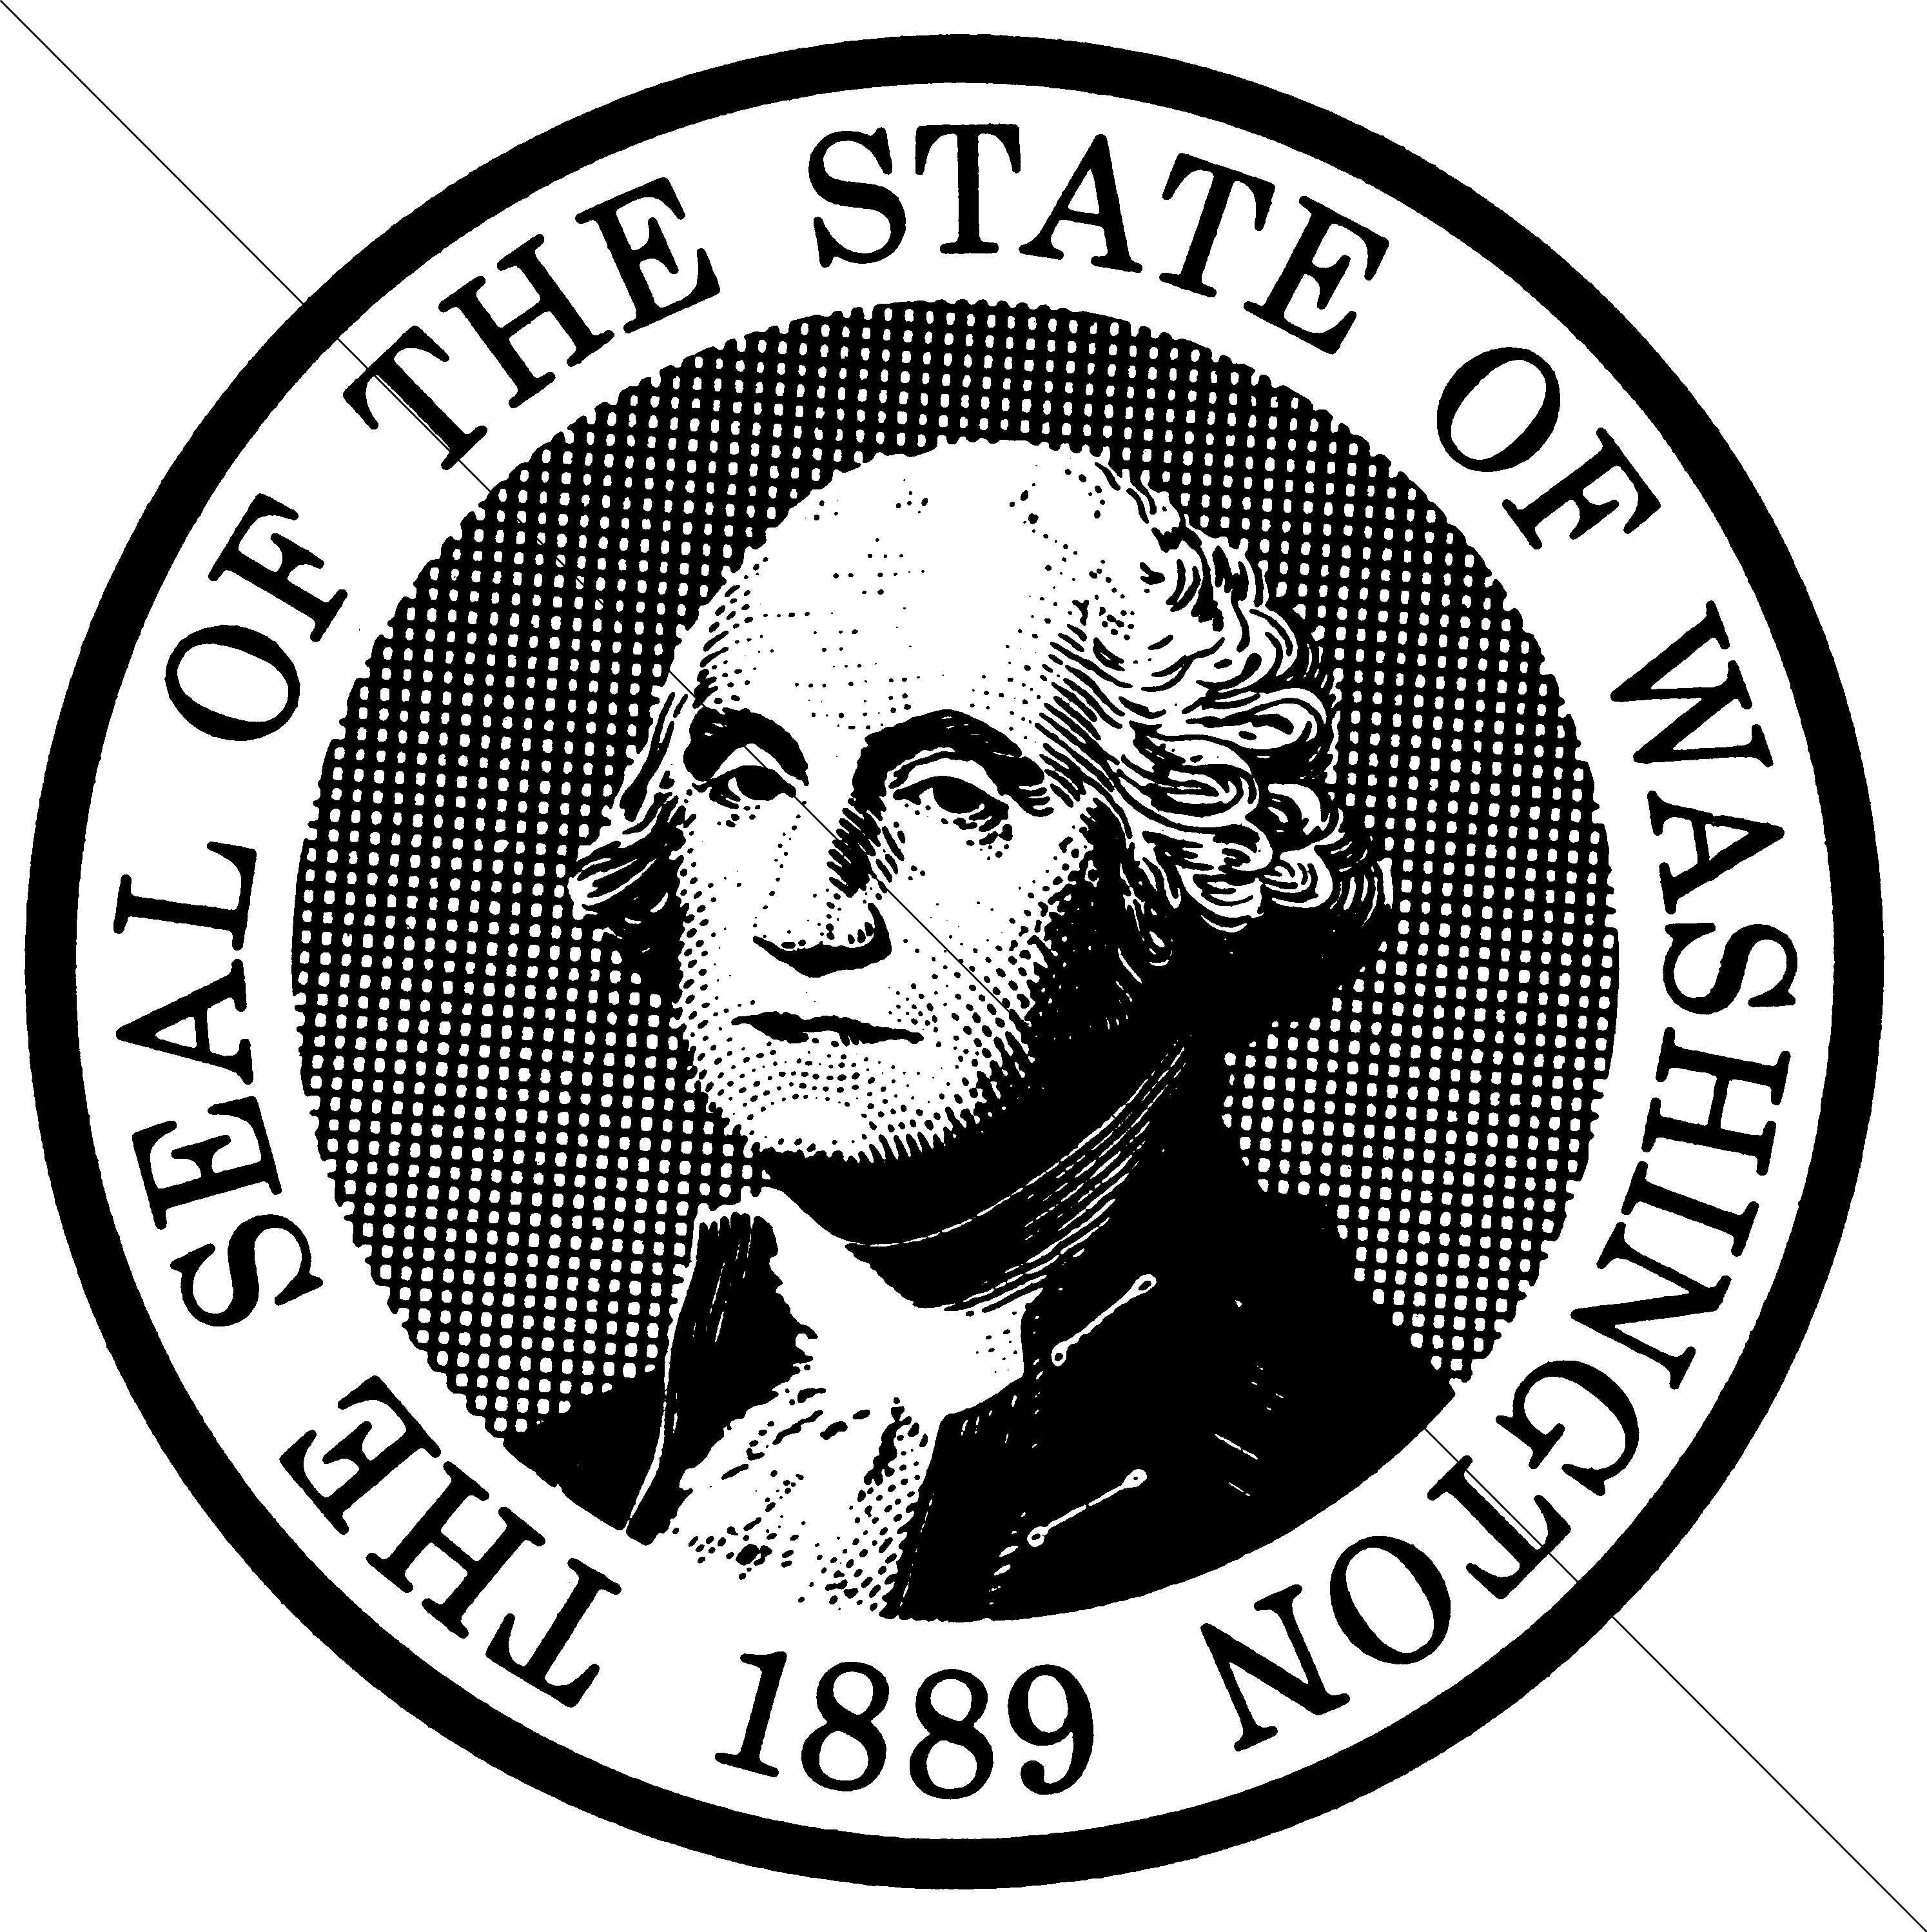 THE SEAL OF THE STATE OF WASHINGTON
1889